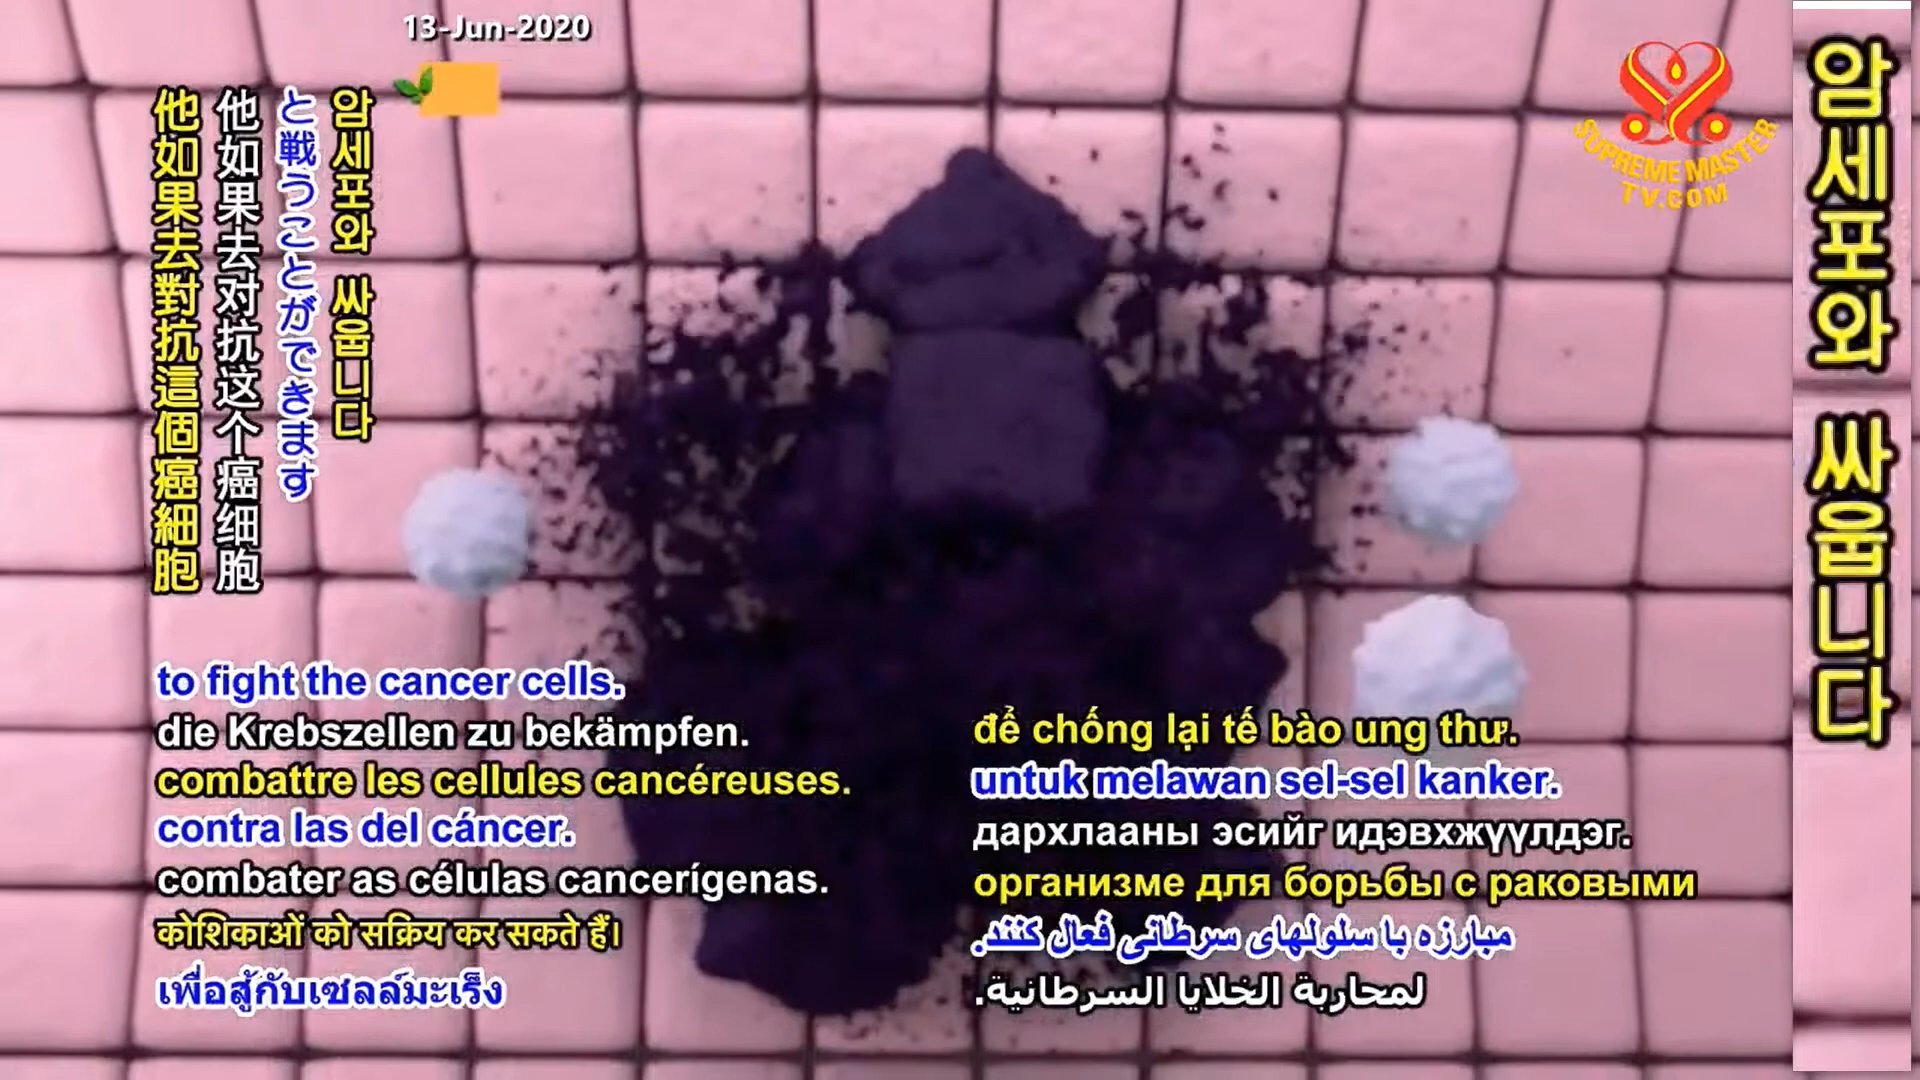 13-Jun-2020
암세포와 싸웁니다
と戦うことができます
他如果去对抗这个癌细胞
他如果去對抗這個癌細胞
SUPREME MASTER
TV.COM
암세포와 싸웁니다
to fight the cancer cells.
die Krebszellen zu bekämpfen.
combattre les cellules cancéreuses.
contra las del cáncer.
combater as células cancerígenas.
कोशिकाओं को सक्रिय कर सकते हैं।
เพื่อสู้กับเซลล์มะเร็ง
để chống lại tế bào ung thư.
untuk melawan sel-sel kanker.
дархлааны эсийг идэвхжүүлдэг.
организме для борьбы с раковыми
مبارزه با سلولهای سرطانی فعال کنند.
لمحاربة الخلايا السرطانية.